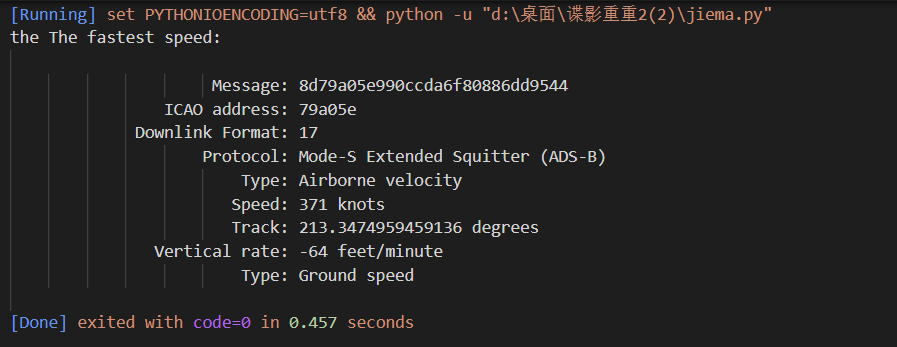 [Running] set PYTHONIOENCODING=utf8 && python -u "d:\桌面\谍影重重2(2)\jiema.py"
the The fastest speed:
Message: 8d79a05e990ccda6f80886dd9544
ICAO address: 79a05e
Downlink Format: 17
Protocol: Mode-S Extended Squitter (ADS-B)
Type: Airborne velocity
Speed: 371 knots
Track: 213.3474959459136 degrees
Vertical rate: -64 feet/minute
Type: Ground speed
[Done] exited with code=0 in 0.457 seconds